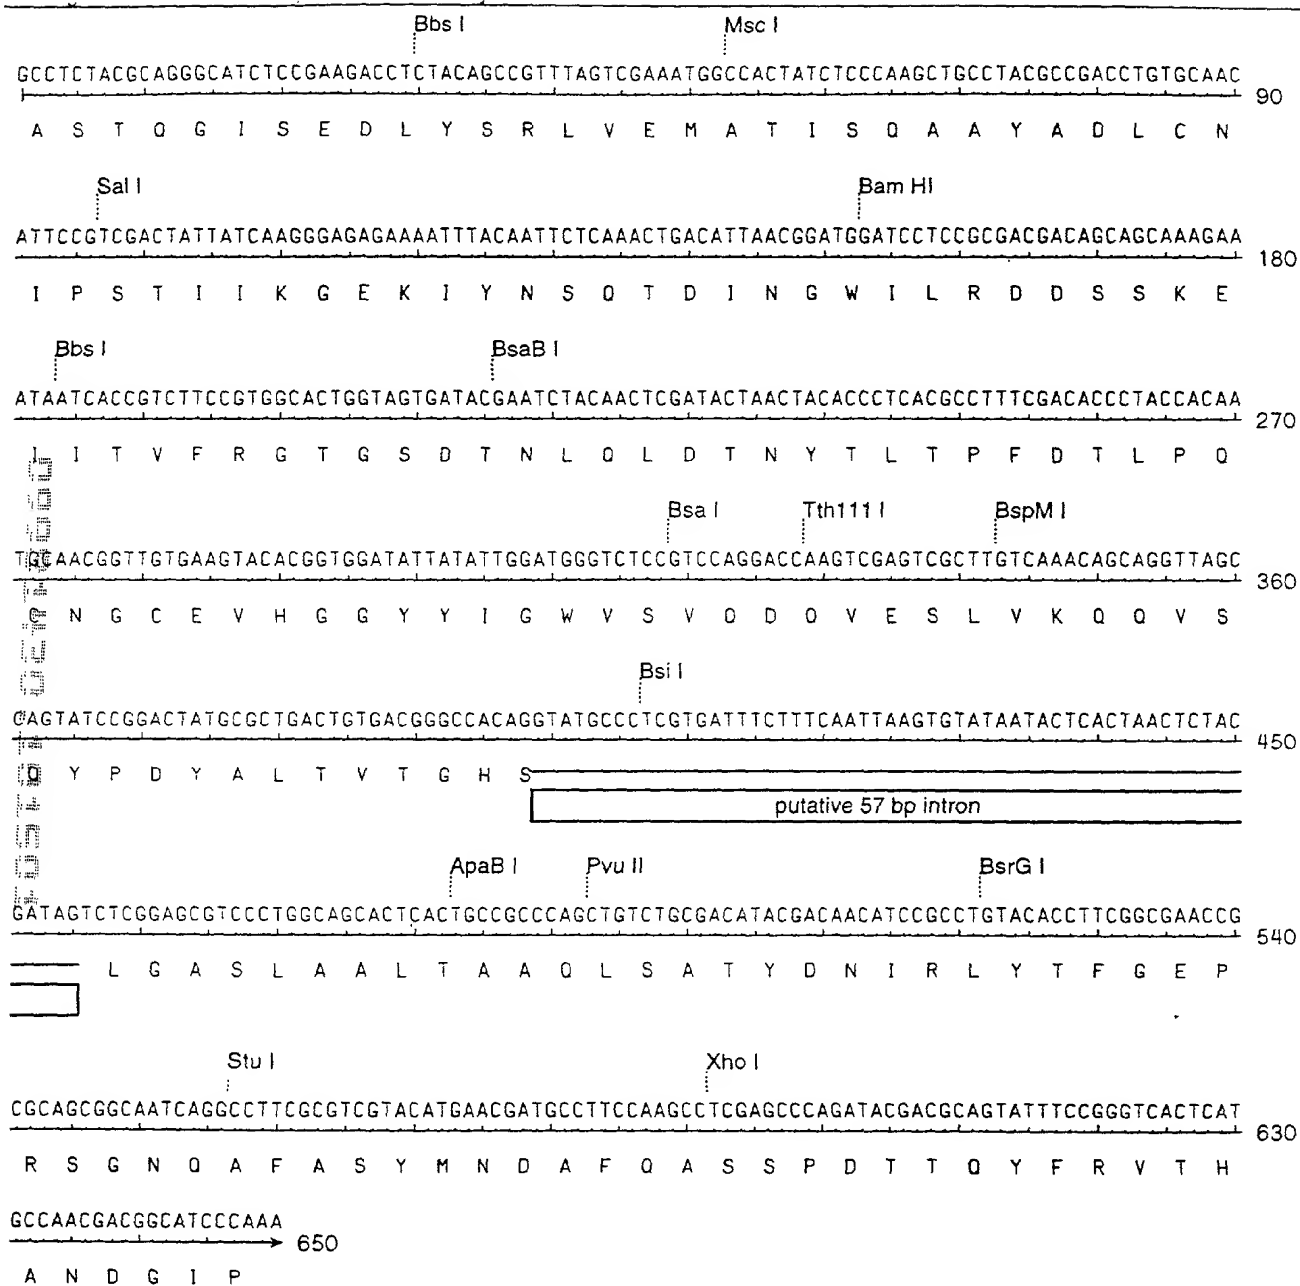 Bbs I Msc I
GCCTCTACGCAGGGCATCTCCGAAGACCTCTACAGCCGTTTAGTCGAAATGGCCACTATCTCCCAAGCTGCCTACGCCGACCTGTGCAAC
90
A S T Q G I S E D L Y S R L V E M A T I S Q A A Y A D L C N
Sal I Bam HI
ATTCCGTCGACTATTATCAAGGGAGAGAAAATTTACAATTCTCAAACTGACATTAACGGATGGATCCTCCGCGACGACAGCAGCAAAGAA
180
I P S T I I K G E K I Y N S Q T D I N G W I L R D D S S K E
Bbs I BsaB I
ATAATCACCGTCTTCCGTGGCACTGGTAGTGATACGAATCTACAACTCGATACTAACTACACCCTCACGCCTTTCGACACCCTACCACAA
270
I I T V F R G T G S D T N L Q L D T N Y T L T P F D T L P Q
Bsa I Tth111 I BspM I
TGCAACGGTTGTGAAGTACACGGTGGATATTATATTGGATGGGTCTCCGTCCAGGACCAAGTCGAGTCGCTTGTCAAACAGCAGGTTAGC
360
C N G C E V H G G Y Y I G W V S V Q D Q V E S L V K Q Q V S
Bsi I
CAGTATCCGGACTATGCGCTGACTGTGACGGGCCACAGGTATGCCCTCGTGATTTCTTTCAATTAAGTGTATAATACTCACTAACTCTAC
450
Q Y P D Y A L T V T G H S
putative 57 bp intron
ApaB I Pvu II BsrG I
GATAGTCTCGGAGCGTCCCTGGCAGCACTCACTGCCGCCCAGCTGTCTGCGACATACGACAACATCCGCCTGTACACCTTCGGCGAACCG
540
L G A S L A A L T A A Q L S A T Y D N I R L Y T F G E P
Stu I Xho I
CGCAGCGGCAATCAGGCCTTCGCGTCGTACATGAACGATGCCTTCCAAGCCTCGAGCCCAGATACGACGCAGTATTTCCGGGTCACTCAT
630
R S G N Q A F A S Y M N D A F Q A S S P D T T Q Y F R V T H
GCCAACGACGGCATCCCAAA
650
A N D G I P